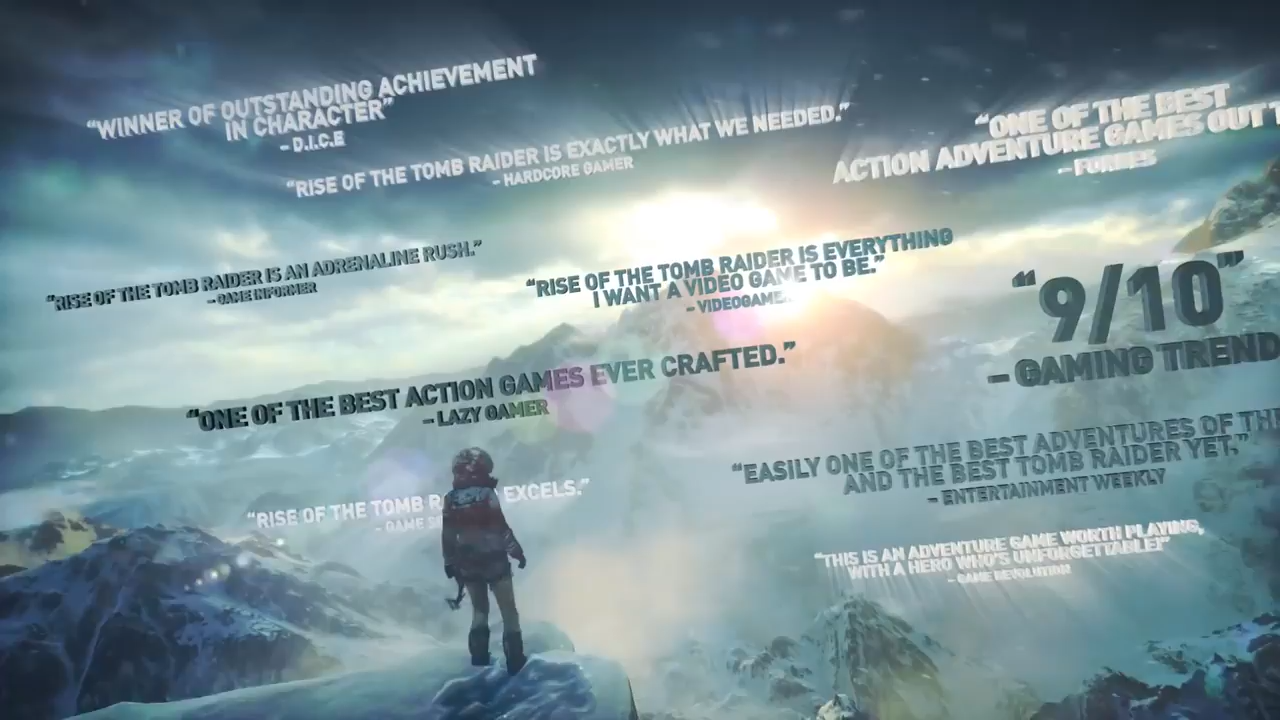 “WINNER OF OUTSTANDING ACHIEVEMENT
IN CHARACTER”
– D.I.C.E
“RISE OF THE TOMB RAIDER IS EXACTLY WHAT WE NEEDED.”
– HARDCORE GAMER
“ONE OF THE BEST
ACTION ADVENTURE GAMES OUT
– FORBES
“RISE OF THE TOMB RAIDER IS AN ADRENALINE RUSH.”
– GAME INFORMER
“RISE OF THE TOMB RAIDER IS EVERYTHING
I WANT A VIDEO GAME TO BE.”
– VIDEOGAME
“9/10”
– GAMING TREND
“ONE OF THE BEST ACTION GAMES EVER CRAFTED.”
– LAZY GAMER
“EASILY ONE OF THE BEST ADVENTURES OF
AND THE BEST TOMB RAIDER YET.”
– ENTERTAINMENT WEEKLY
“RISE OF THE TOMB EXCELS.”
– GAME
“THIS IS AN ADVENTURE GAME WORTH PLAYING,
WITH A HERO WHO'S UNFORGETTABLE!”
– GAME REVOLUTION